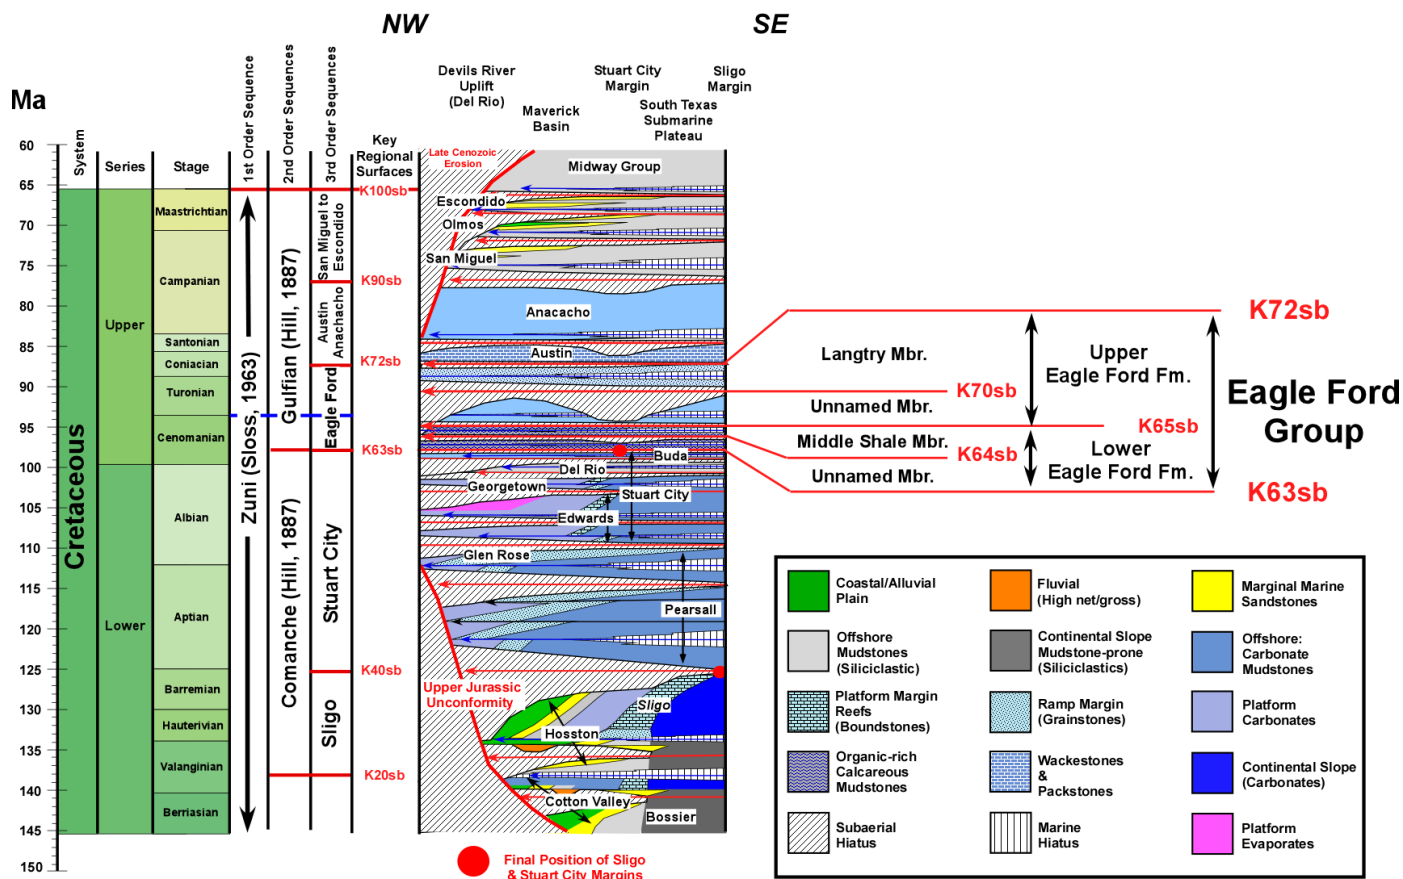 NW
SE
Ma
System
Series
Stage
1st Order Sequence
2nd Order Sequences
3rd Order Sequences
Key
Regional
Surfaces
Devils River
Uplift
(Del Rio)
Maverick
Basin
Stuart City
Margin
South Texas
Submarine
Plateau
Sligo
Margin
60
65
70
75
80
85
90
95
100
105
110
115
120
125
130
135
140
145
150
Cretaceous
Upper
Lower
Maastrichtian
Campanian
Santonian
Coniacian
Turonian
Cenomanian
Albian
Aptian
Barremian
Hauterivian
Valanginian
Berriasian
Zuni (Sloss, 1963)
Gulfian (Hill, 1887)
Comanche (Hill, 1887)
San Miguel to
Escondido
Austin
Anachacho
Eagle Ford
Stuart City
Sligo
K100sb
K90sb
K72sb
K63sb
K40sb
K20sb
Late Cenozoic
Erosion
Midway Group
Escondido
Olmos
San Miguel
Anacacho
Austin
Buda
Del Rio
Georgetown
Stuart City
Edwards
Glen Rose
Pearsall
Upper Jurassic
Unconformity
Sligo
Hosston
Cotton Valley
Bossier
Final Position of Sligo
& Stuart City Margins
K72sb
Langtry Mbr.
Upper
Eagle Ford Fm.
K70sb
Unnamed Mbr.
K65sb
Middle Shale Mbr.
K64sb
Lower
Eagle Ford Fm.
Unnamed Mbr.
K63sb
Eagle Ford
Group
Coastal/Alluvial
Plain
Fluvial
(High net/gross)
Marginal Marine
Sandstones
Offshore
Mudstones
(Siliciclastic)
Continental Slope
Mudstone-prone
(Siliciclastics)
Offshore:
Carbonate
Mudstones
Platform Margin
Reefs
(Boundstones)
Ramp Margin
(Grainstones)
Platform
Carbonates
Organic-rich
Calcareous
Mudstones
Wackestones
&
Packstones
Continental Slope
(Carbonates)
Subaerial
Hiatus
Marine
Hiatus
Platform
Evaporates